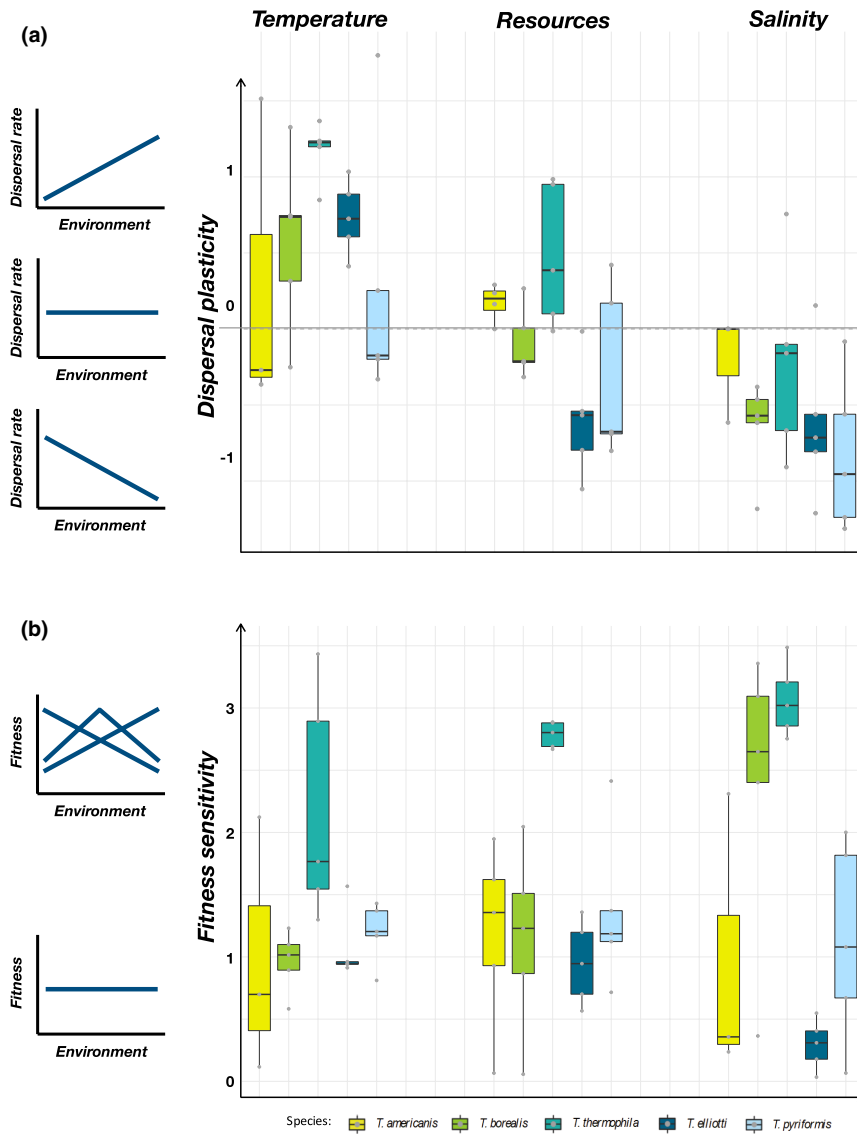 Temperature Resources Salinity
(a)
Dispersal rate
Environment
Dispersal rate
Environment
Dispersal rate
Environment
Dispersal plasticity
1
0
-1
(b)
Fitness
Environment
Fitness
Environment
Fitness sensitivity
3
2
1
0
Species: T. americanis T. borealis T. thermophila T. elliotti T. pyriformis